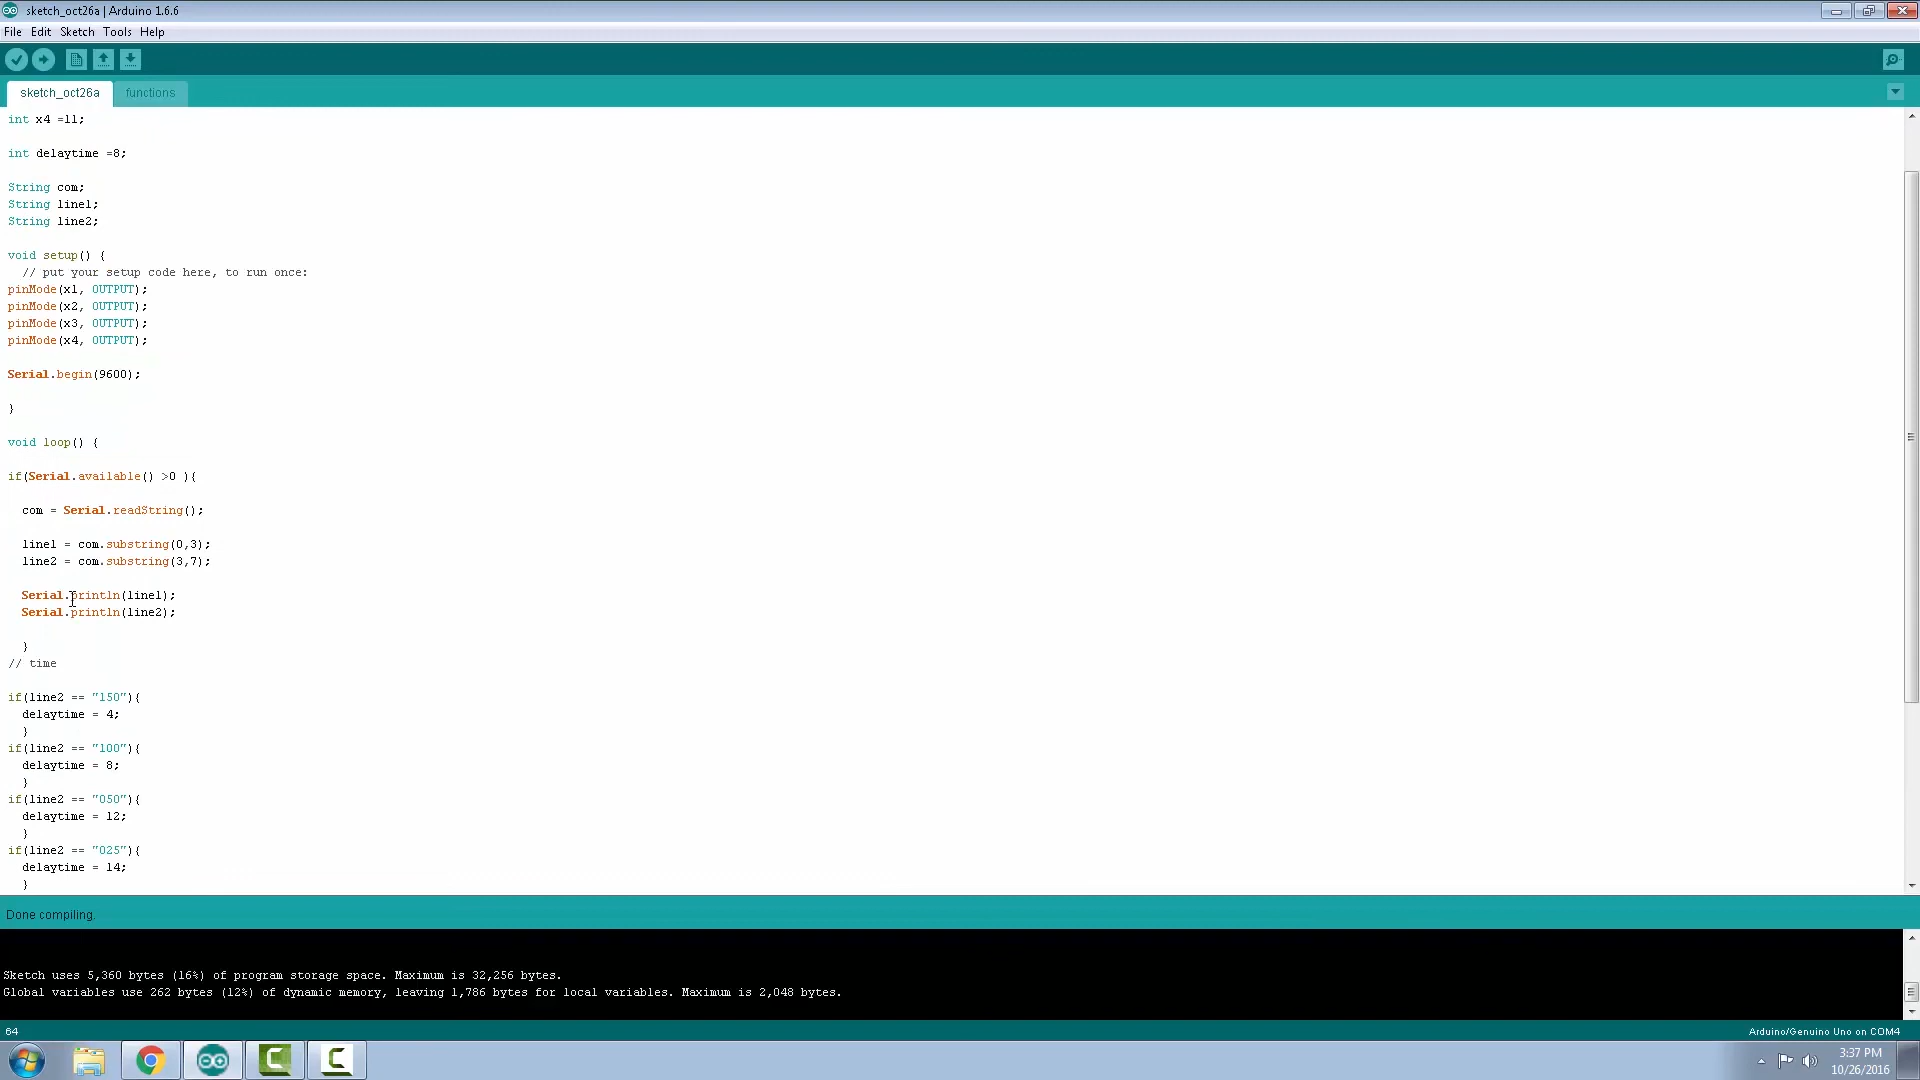 sketch_oct26a | Arduino 1.6.6
File Edit Sketch Tools Help
sketch_oct26a functions
int x4 =11;
int delaytime =8;
String com;
String line1;
String line2;
void setup() {
// put your setup code here, to run once:
pinMode(x1, OUTPUT);
pinMode(x2, OUTPUT);
pinMode(x3, OUTPUT);
pinMode(x4, OUTPUT);
Serial.begin(9600);
}
void loop() {
if(Serial.available() >0 ){
com = Serial.readString();
line1 = com.substring(0,3);
line2 = com.substring(3,7);
Serial.println(line1);
Serial.println(line2);
}
// time
if(line2 == "150"){
delaytime = 4;
}
if(line2 == "100"){
delaytime = 8;
}
if(line2 == "050"){
delaytime = 12;
}
if(line2 == "025"){
delaytime = 14;
}
Done compiling.
Sketch uses 5,360 bytes (16%) of program storage space. Maximum is 32,256 bytes.
Global variables use 262 bytes (12%) of dynamic memory, leaving 1,786 bytes for local variables. Maximum is 2,048 bytes.
64 Arduino/Genuino Uno on COM4
3:37 PM
10/26/2016